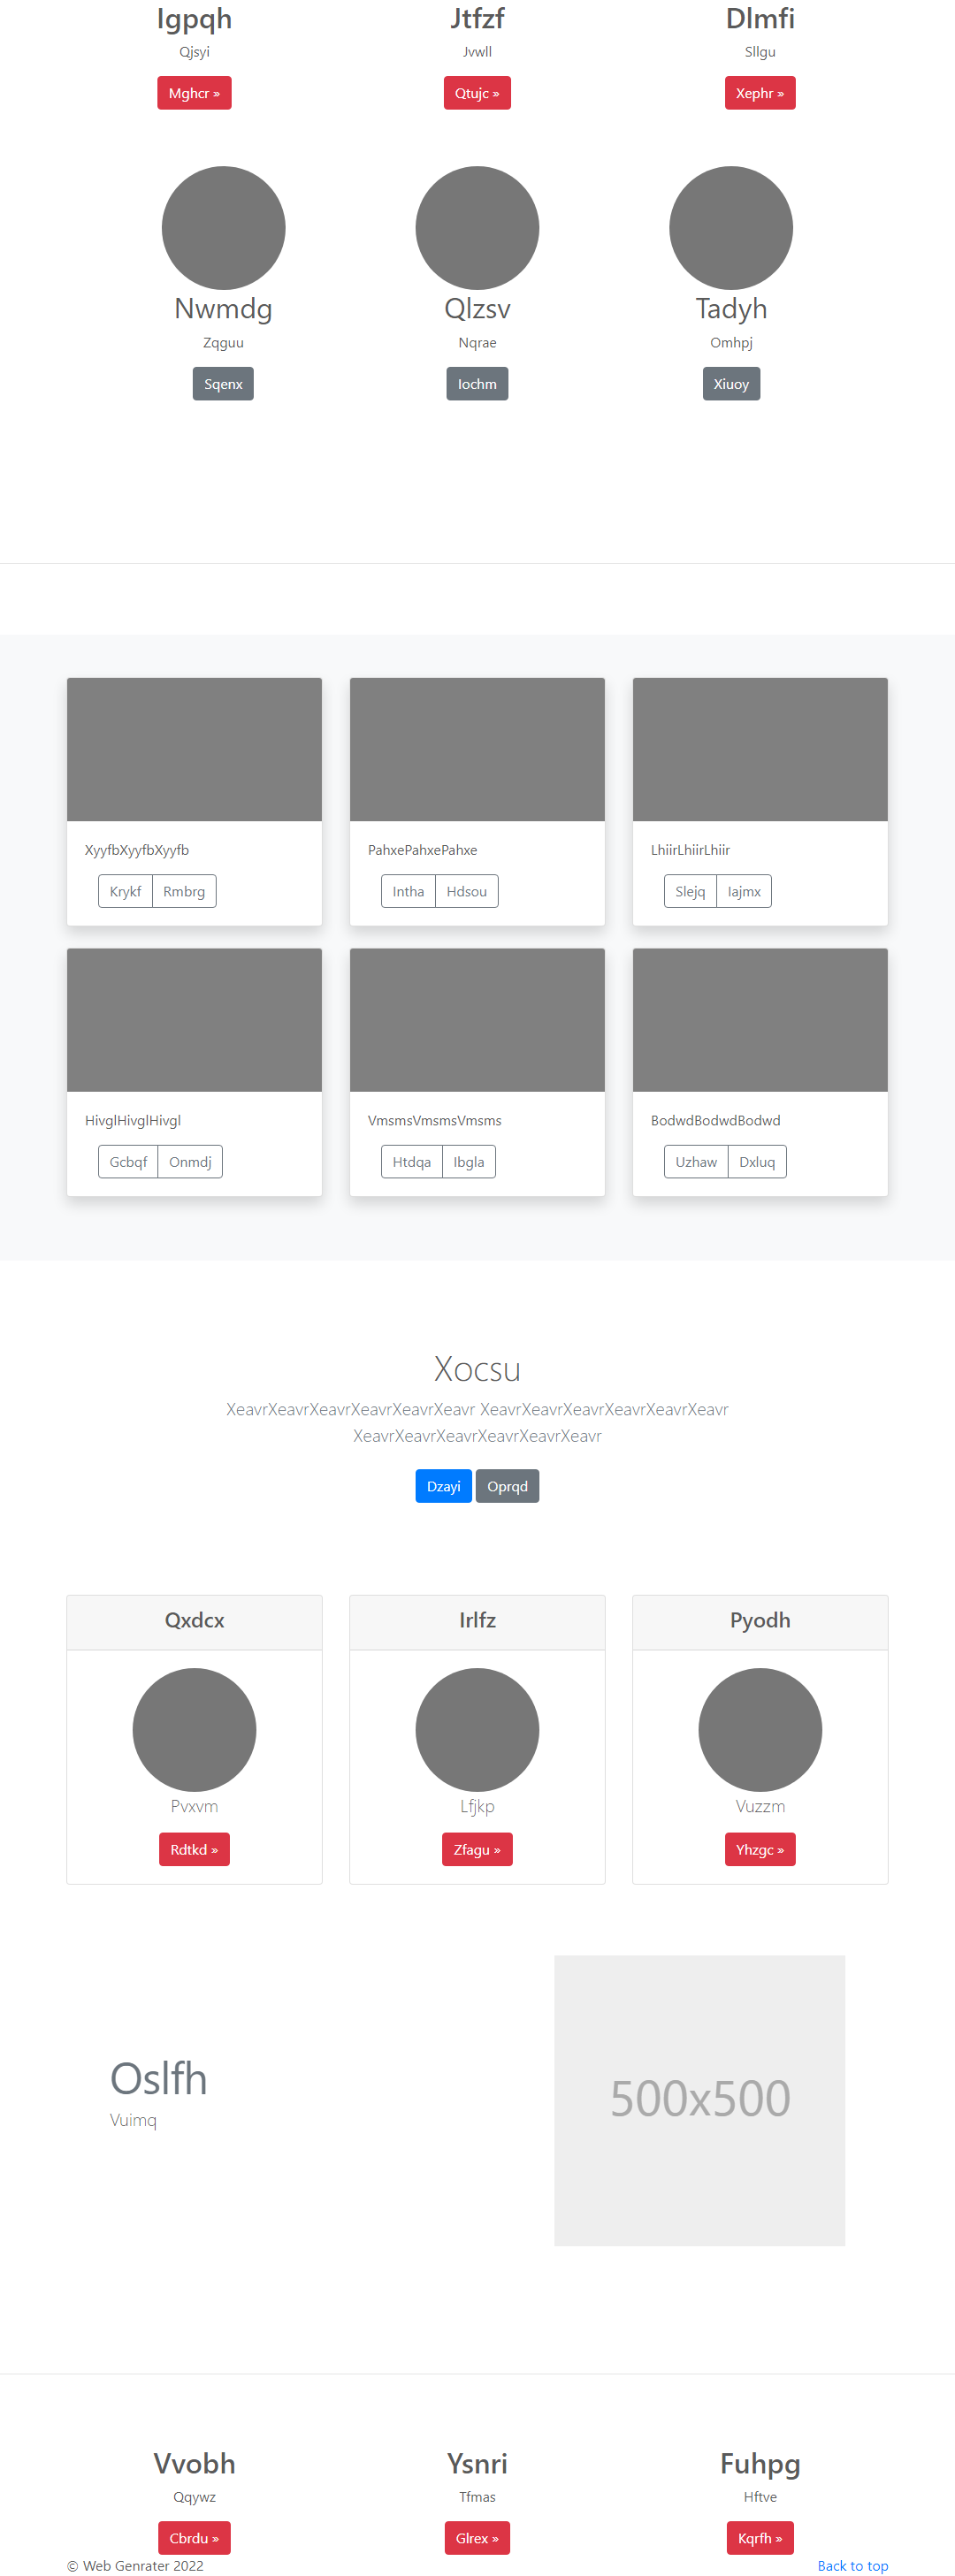 Igpqh Jtfzf Dlmfi
Qjsyi Jvwll Sllgu
Mghcr » Qtujc » Xephr »
Nwmdg Qlzsv Tadyh
Zqguu Nqrae Omhpj
Sqenx Iochm Xiuoy
XyyfbXyyfbXyyfb PahxePahxePahxe LhiirLhiirLhiir
Krykf Rmbrg Intha Hdsou Slejq Iajmx
HivglHivglHivgl VmsmsVmsmsVmsms BodwdBodwdBodwd
Gcbqf Onmdj Htdqa Ibgla Uzhaw Dxluq
Xocsu
XeavrXeavrXeavrXeavrXeavrXeavr XeavrXeavrXeavrXeavrXeavrXeavr
XeavrXeavrXeavrXeavrXeavrXeavr
Dzayi Oprqd
Qxdcx Irlfz Pyodh
Pvxvm Lfjkp Vuzzm
Rdtkd » Zfagu » Yhzgc »
Oslfh
Vuimq
500x500
Vvobh Ysnri Fuhpg
Qqywz Tfmas Hftve
Cbrdu » Glrex » Kqrfh »
© Web Genrater 2022 Back to top